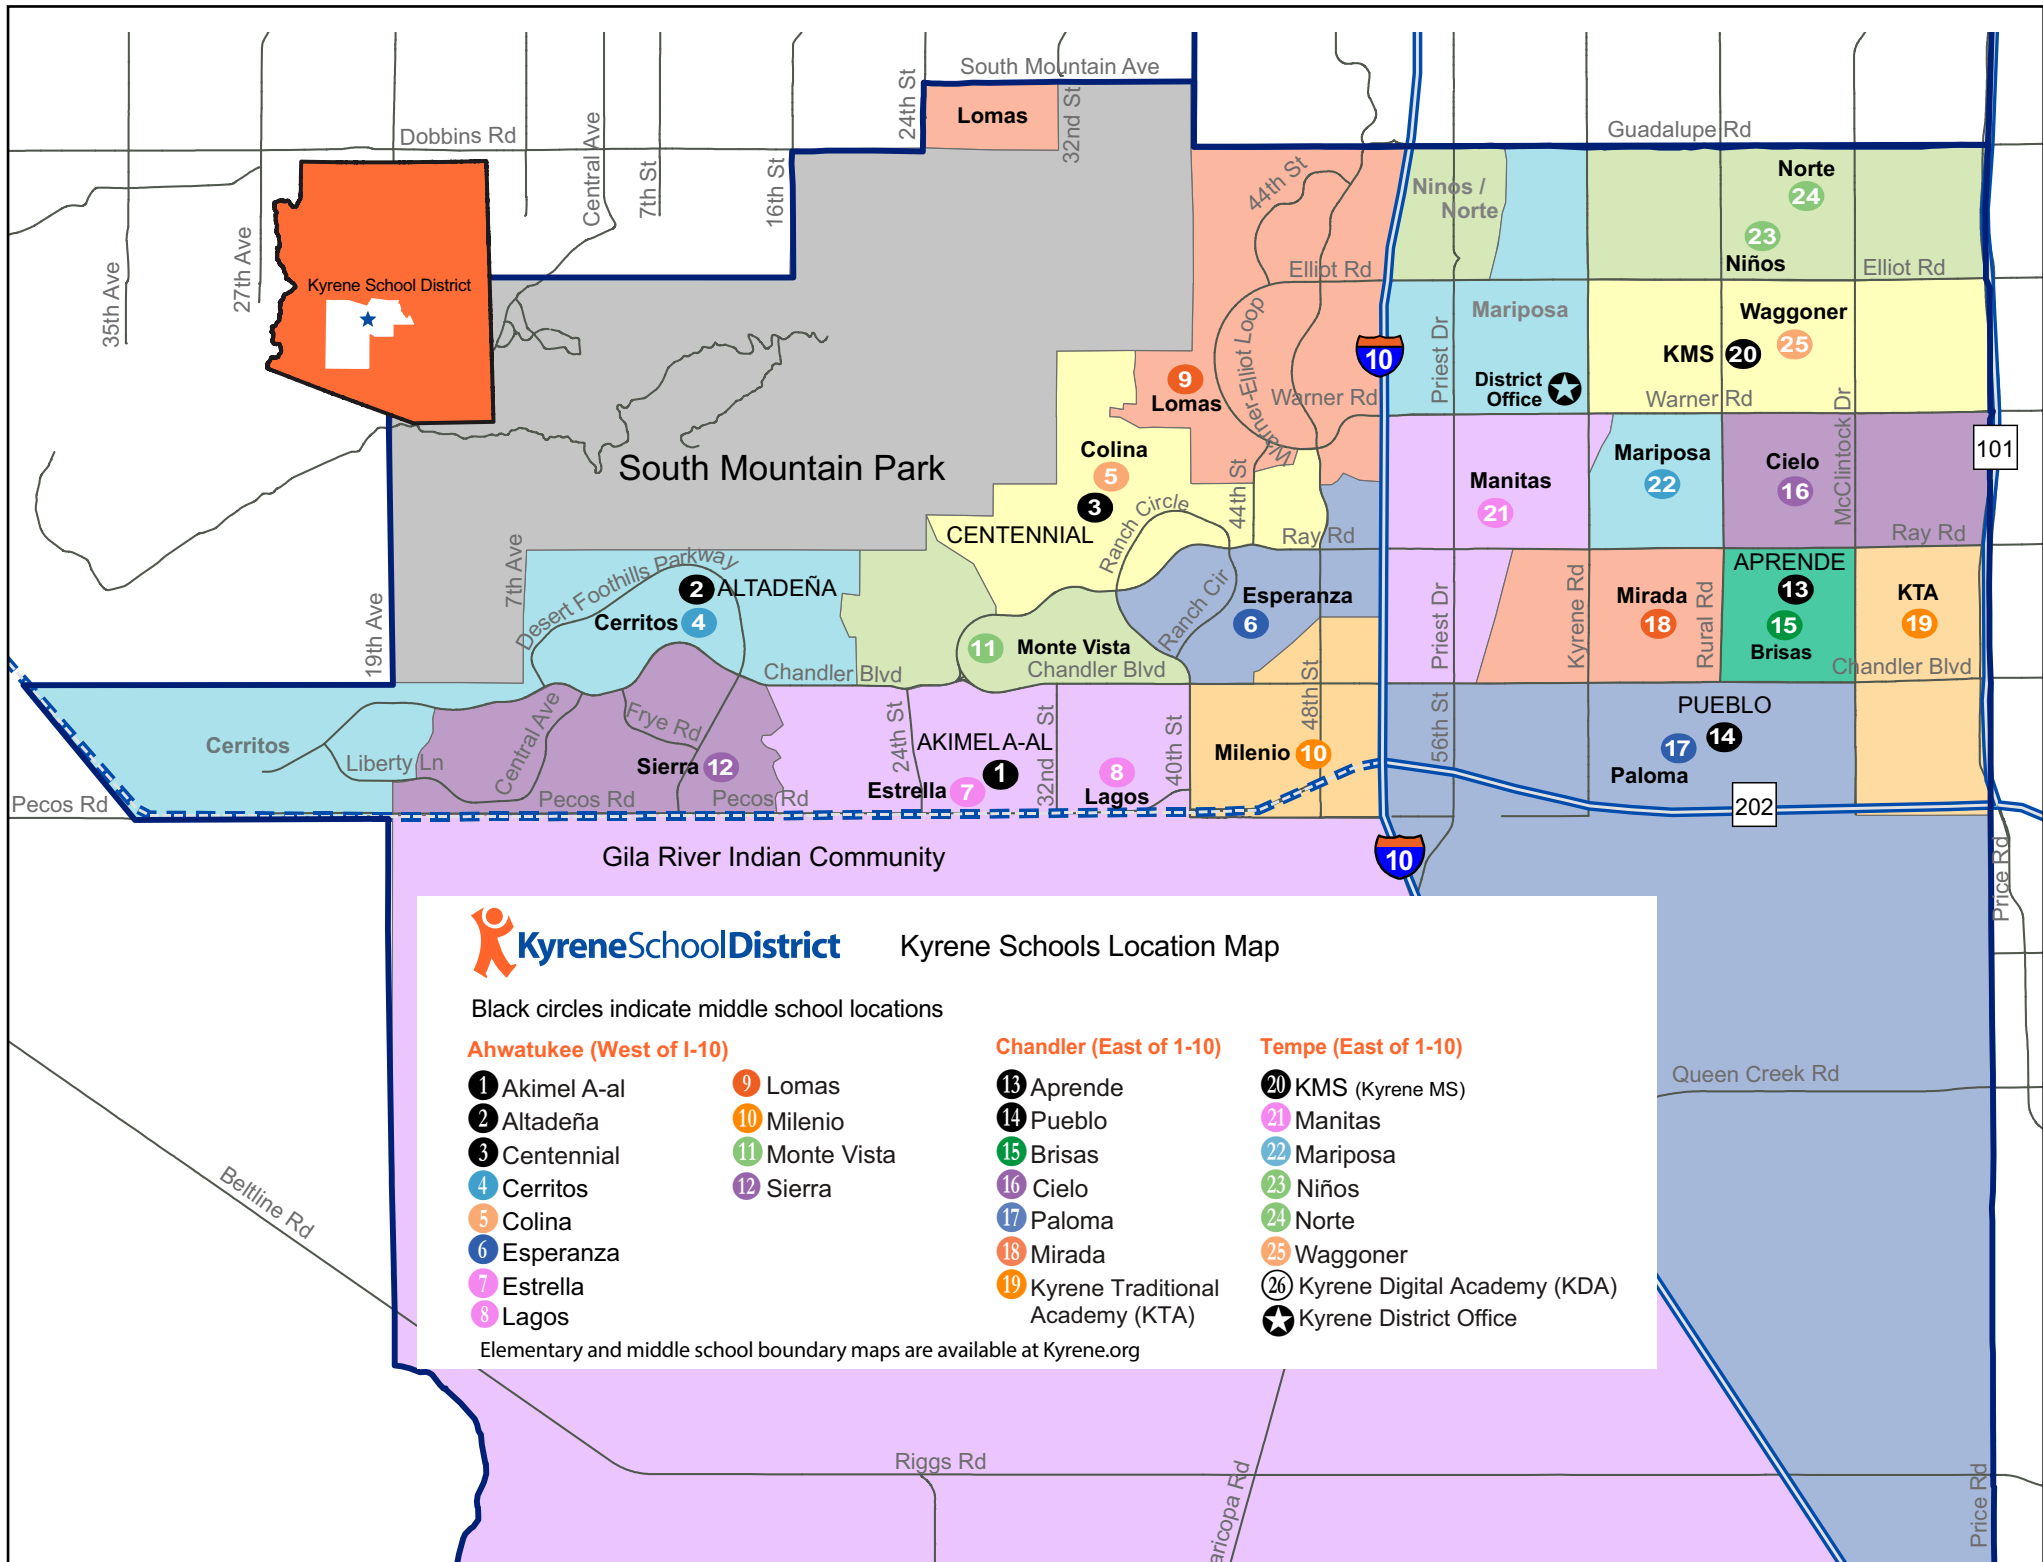 South Mountain Ave
24th St
Lomas
32nd St
Dobbins Rd
Central Ave
7th St
16th St
Guadalupe Rd
44th St
Ninos /
Norte
Norte
24
23
Niños
35th Ave
27th Ave
Kyrene School District
Elliot Rd
Elliot Rd
Warner-Elliot Loop
Mariposa
Waggoner
10
Priest Dr
KMS 20 25
9
Lomas
Warner Rd
District
Office
Warner Rd
McClintock Dr
101
South Mountain Park
Colina
5
3
CENTENNIAL
Ranch Circle
44th St
Ray Rd
Manitas
21
Mariposa
22
Cielo
16
Ray Rd
7th Ave
19th Ave
Desert Foothills Parkway
2 ALTADEÑA
Cerritos 4
11 Monte Vista
Chandler Blvd
Chandler Blvd
Ranch Cir
Esperanza
6
Priest Dr
Kyrene Rd
Mirada
18
Rural Rd
APRENDE
13
15
Brisas
KTA
19
Chandler Blvd
Cerritos
Liberty Ln
Central Ave
Frye Rd
Sierra 12
24th St
AKIMEL A-AL
1
Estrella 7
32nd St
8
Lagos
40th St
Milenio 10
48th St
56th St
PUEBLO
14
17
Paloma
Pecos Rd
Pecos Rd
Pecos Rd
202
Gila River Indian Community
10
Price Rd
KyreneSchoolDistrict
Kyrene Schools Location Map
Black circles indicate middle school locations
Ahwatukee (West of I-10)
1 Akimel A-al
2 Altadeña
3 Centennial
4 Cerritos
5 Colina
6 Esperanza
7 Estrella
8 Lagos
9 Lomas
10 Milenio
11 Monte Vista
12 Sierra
Chandler (East of 1-10)
13 Aprende
14 Pueblo
15 Brisas
16 Cielo
17 Paloma
18 Mirada
19 Kyrene Traditional
Academy (KTA)
Tempe (East of 1-10)
20 KMS (Kyrene MS)
21 Manitas
22 Mariposa
23 Niños
24 Norte
25 Waggoner
26 Kyrene Digital Academy (KDA)
Kyrene District Office
Elementary and middle school boundary maps are available at Kyrene.org
Queen Creek Rd
Beltline Rd
Riggs Rd
aricopa Rd
Price Rd